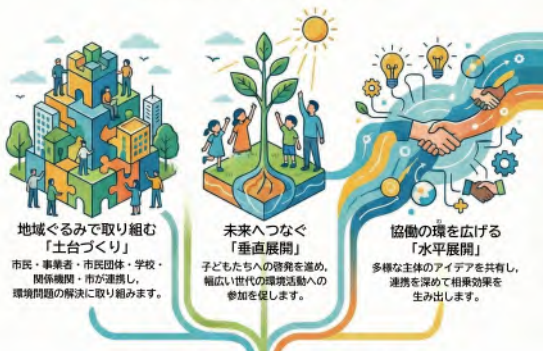 地域ぐるみで取り組む
「土台づくり」
市民・事業者・市民団体・学校・
関係機関・市が連携し,
環境問題の解決に取り組みます。
未来へつなぐ
「垂直展開」
子どもたちへの啓発を進め,
幅広い世代の環境活動への
参加を促します。
協働の環を広げる
「水平展開」
多様な主体のアイデアを共有し,
連携を深めて相乗効果を
生み出します。